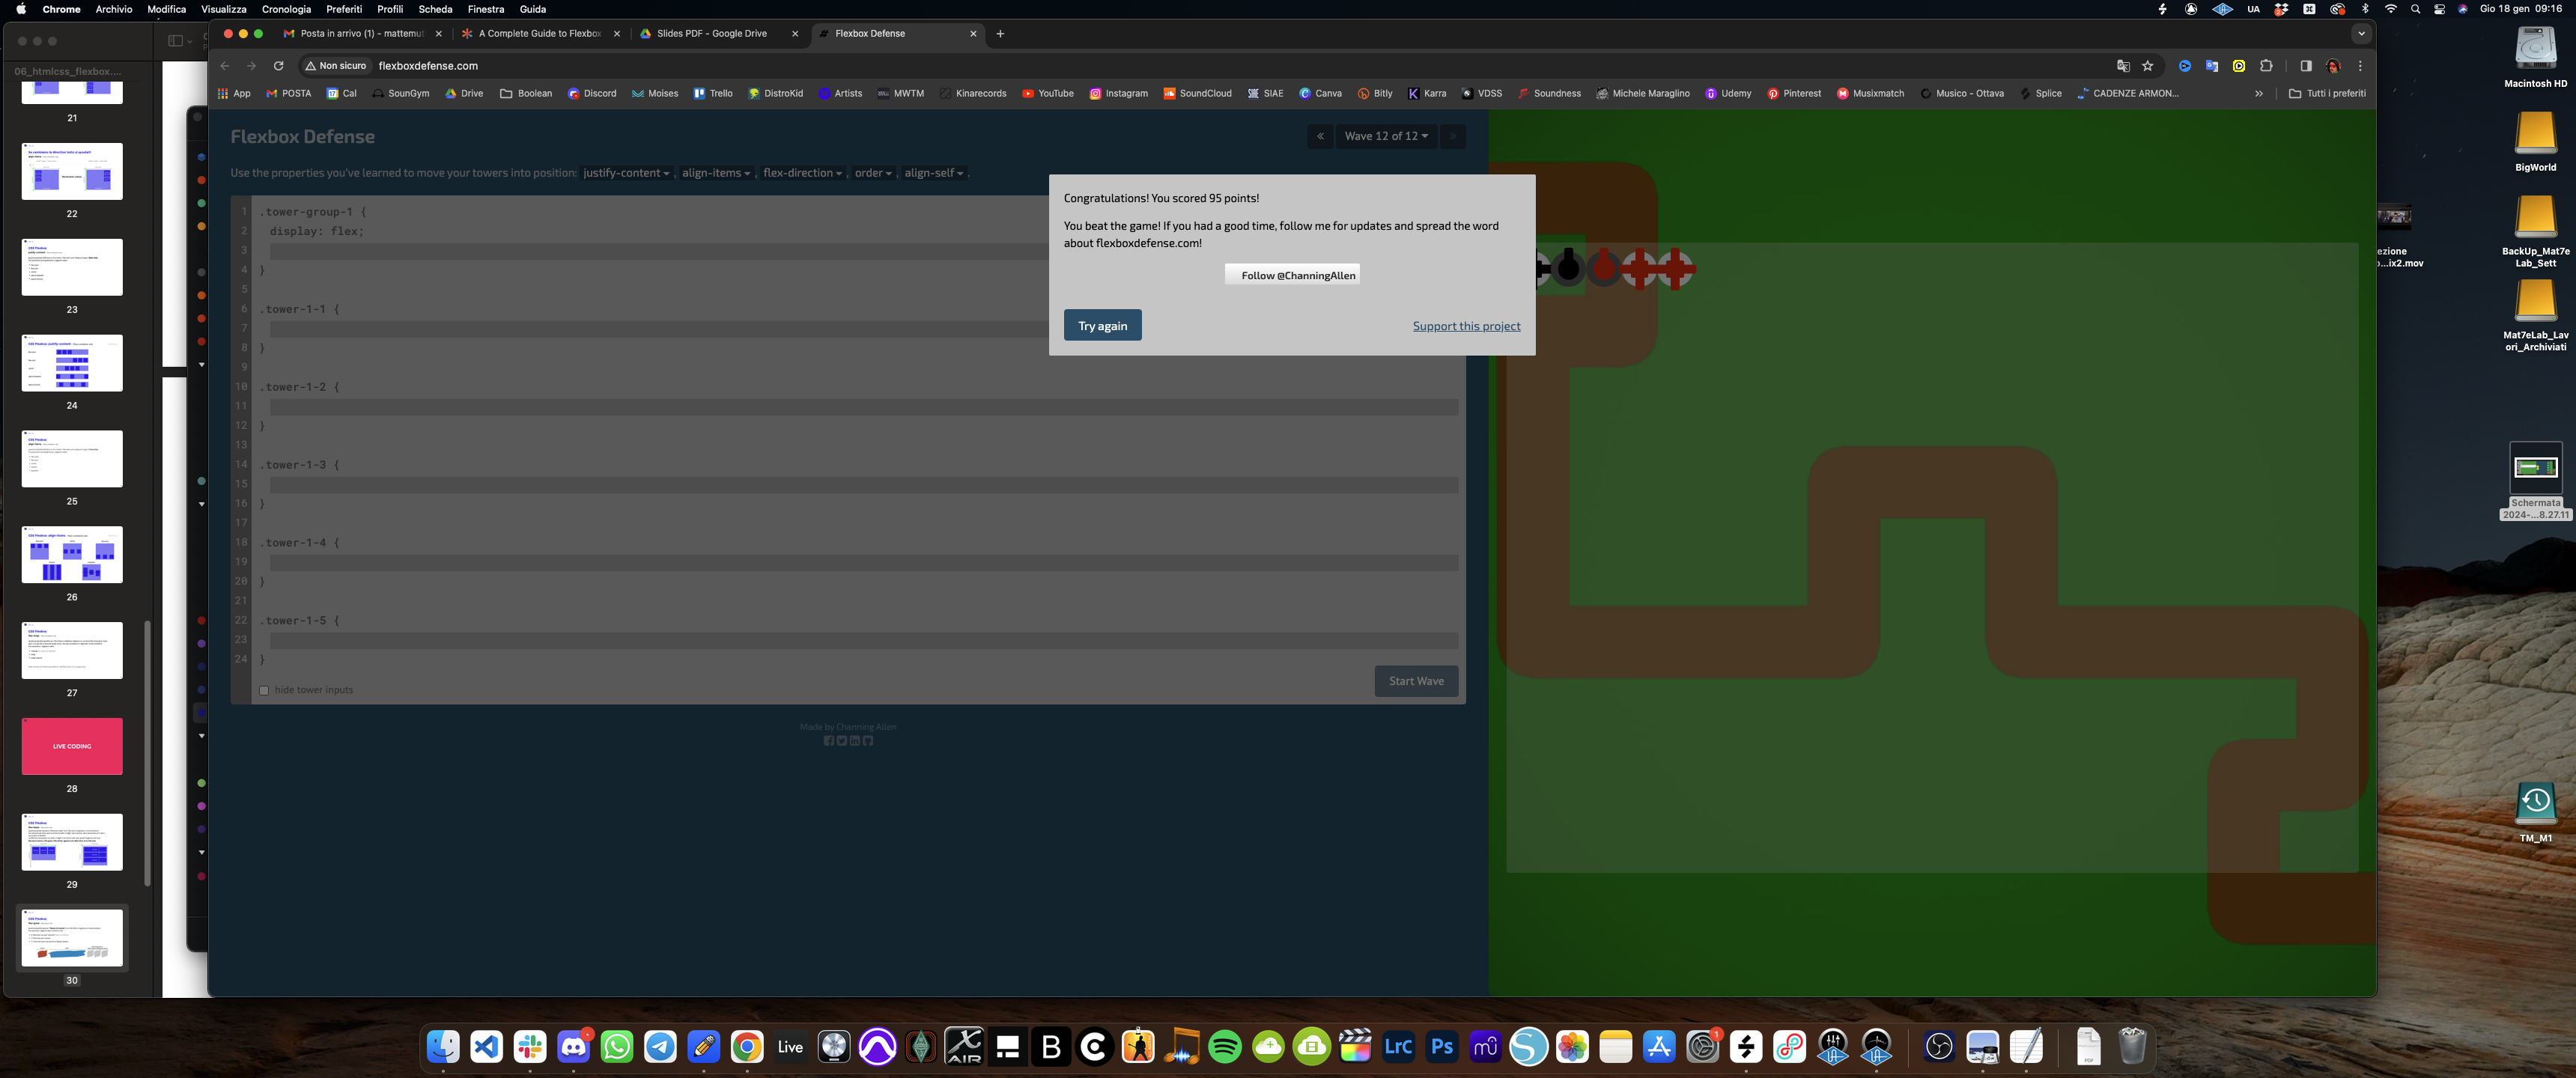 Chrome Archivio Modifica Visualizza Cronologia Preferiti Profili Scheda Finestra Guida
UA
Gio 18 gen 09:16
Posta in arrivo (1) - mattemut
A Complete Guide to Flexbox
Slides PDF - Google Drive
Flexbox Defense
06_htmlcss_flexbox....
Non sicuro
flexboxdefense.com
App POSTA Cal SounGym Drive Boolean Discord Moises Trello DistroKid Artists MWTM Kinarecords YouTube Instagram SoundCloud SIAE Canva Bitly Karra VDSS Soundness Michele Maraglino Udemy Pinterest Musixmatch Musico - Ottava Splice CADENZE ARMON... » Tutti i preferiti
21
22
23
24
25
26
27
LIVE CODING
28
29
30
Flexbox Defense
« Wave 12 of 12 »
Use the properties you've learned to move your towers into position: justify-content , align-items , flex-direction , order , align-self .
1 .tower-group-1 {
2 display: flex;
3
4 }
5
6 .tower-1-1 {
7
8 }
9
10 .tower-1-2 {
11
12 }
13
14 .tower-1-3 {
15
16 }
17
18 .tower-1-4 {
19
20 }
21
22 .tower-1-5 {
23
24 }
hide tower inputs
Start Wave
Made by Channing Allen
Congratulations! You scored 95 points!
You beat the game! If you had a good time, follow me for updates and spread the word
about flexboxdefense.com!
Follow @ChanningAllen
Try again
Support this project
Macintosh HD
BigWorld
ezione
...ix2.mov
BackUp_Mat7e
Lab_Sett
Mat7eLab_Lav
ori_Archiviati
Schermata
2024-...8.27.11
TM_M1
Live
AIR
B
C
LrC
Ps
1
PDF